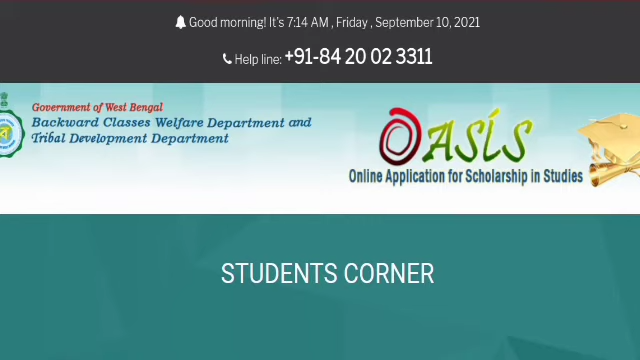 Good morning! It's 7:14 AM , Friday , September 10, 2021
Help line: +91-84 20 02 3311
Government of West Bengal
Backward Classes Welfare Department and
Tribal Development Department
OASIS
Online Application for Scholarship in Studies
STUDENTS CORNER